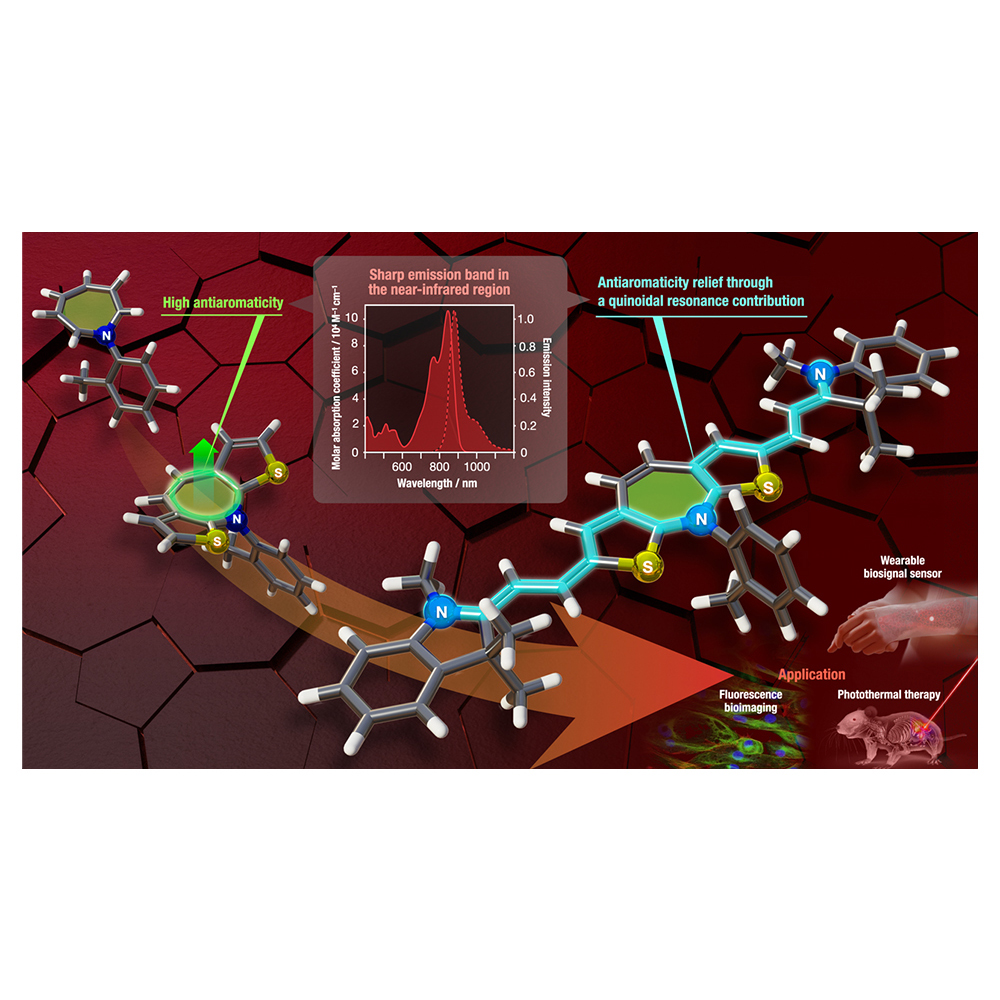 Sharp emission band in
the near-infrared region
High antiaromaticity
Antiaromaticity relief through
a quinoidal resonance contribution
Molar absorption coefficient / 10⁴ M⁻¹ cm⁻¹
10
8
6
4
2
0
1.0
0.8
0.6
0.4
0.2
0
Emission intensity
600 800 1000
Wavelength / nm
N
N
S
S
N
S
N
S
N
Wearable
biosignal sensor
Application
Fluorescence
bioimaging
Photothermal therapy